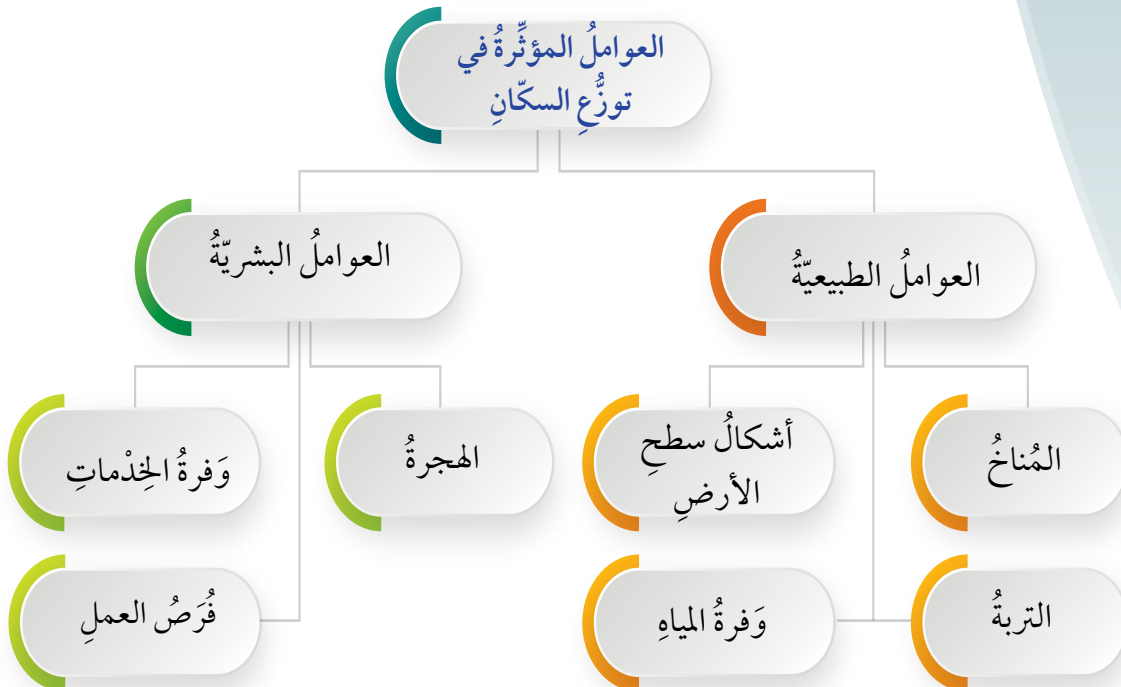 العواملُ المؤثِّرةُ في
توزُّعِ السكّانِ
العواملُ الطبيعيّةُ
العواملُ البشريّةُ
المُناخُ
أشكالُ سطحِ
الأرضِ
الهجرةُ
وَفرةُ الخِدْماتِ
التربةُ
وَفرةُ المياهِ
فُرَصُ العملِ